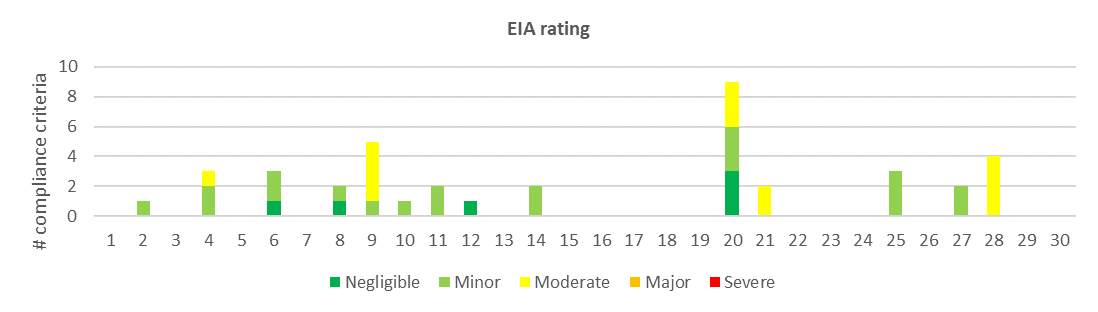 EIA rating
# compliance criteria
10
8
6
4
2
0
1 2 3 4 5 6 7 8 9 10 11 12 13 14 15 16 17 18 19 20 21 22 23 24 25 26 27 28 29 30
Negligible Minor Moderate Major Severe